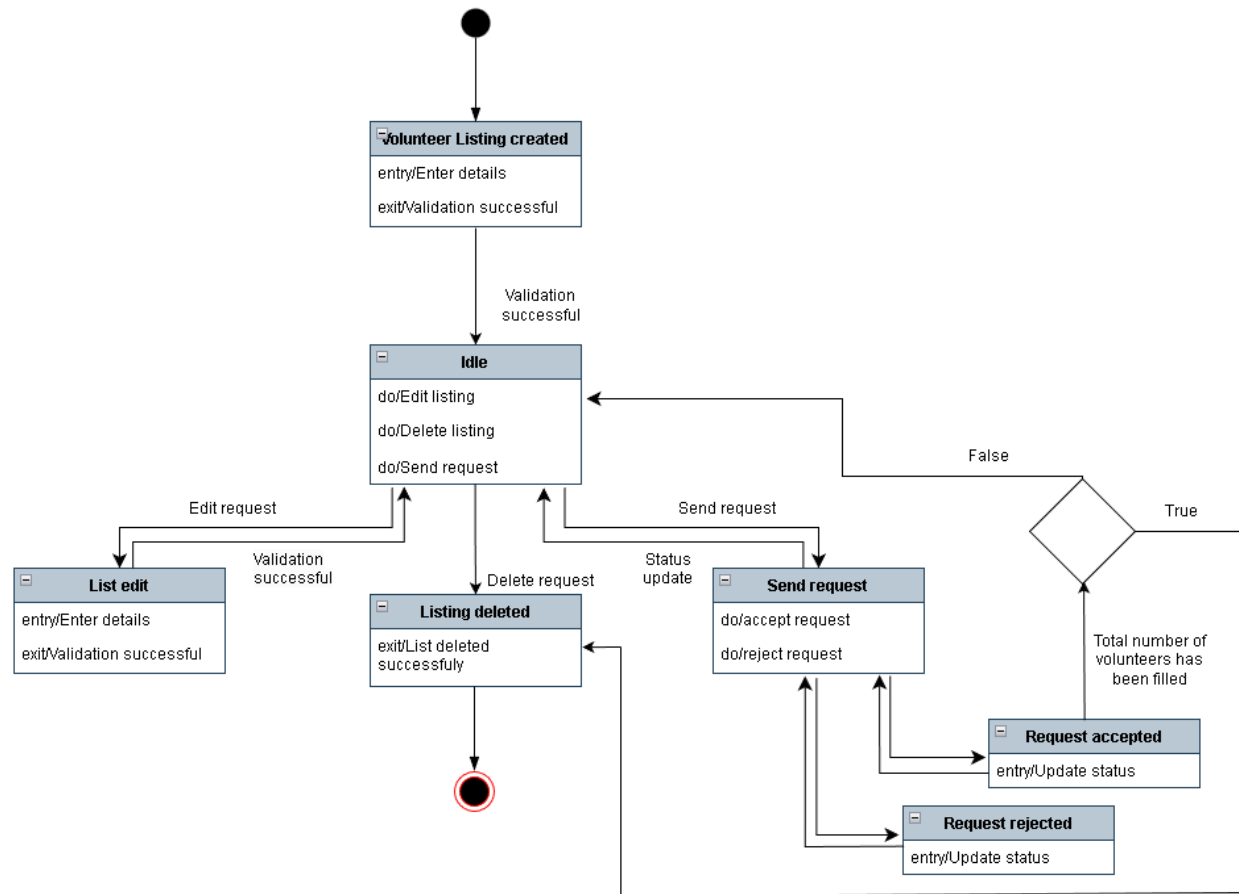 Volunteer Listing created
entry/Enter details
exit/Validation successful
Validation
successful
Idle
do/Edit listing
do/Delete listing
do/Send request
False
True
Edit request
Validation
successful
Send request
Status
update
Delete request
List edit
entry/Enter details
exit/Validation successful
Listing deleted
exit/List deleted
successfuly
Send request
do/accept request
do/reject request
Total number of
volunteers has
been filled
Request accepted
entry/Update status
Request rejected
entry/Update status